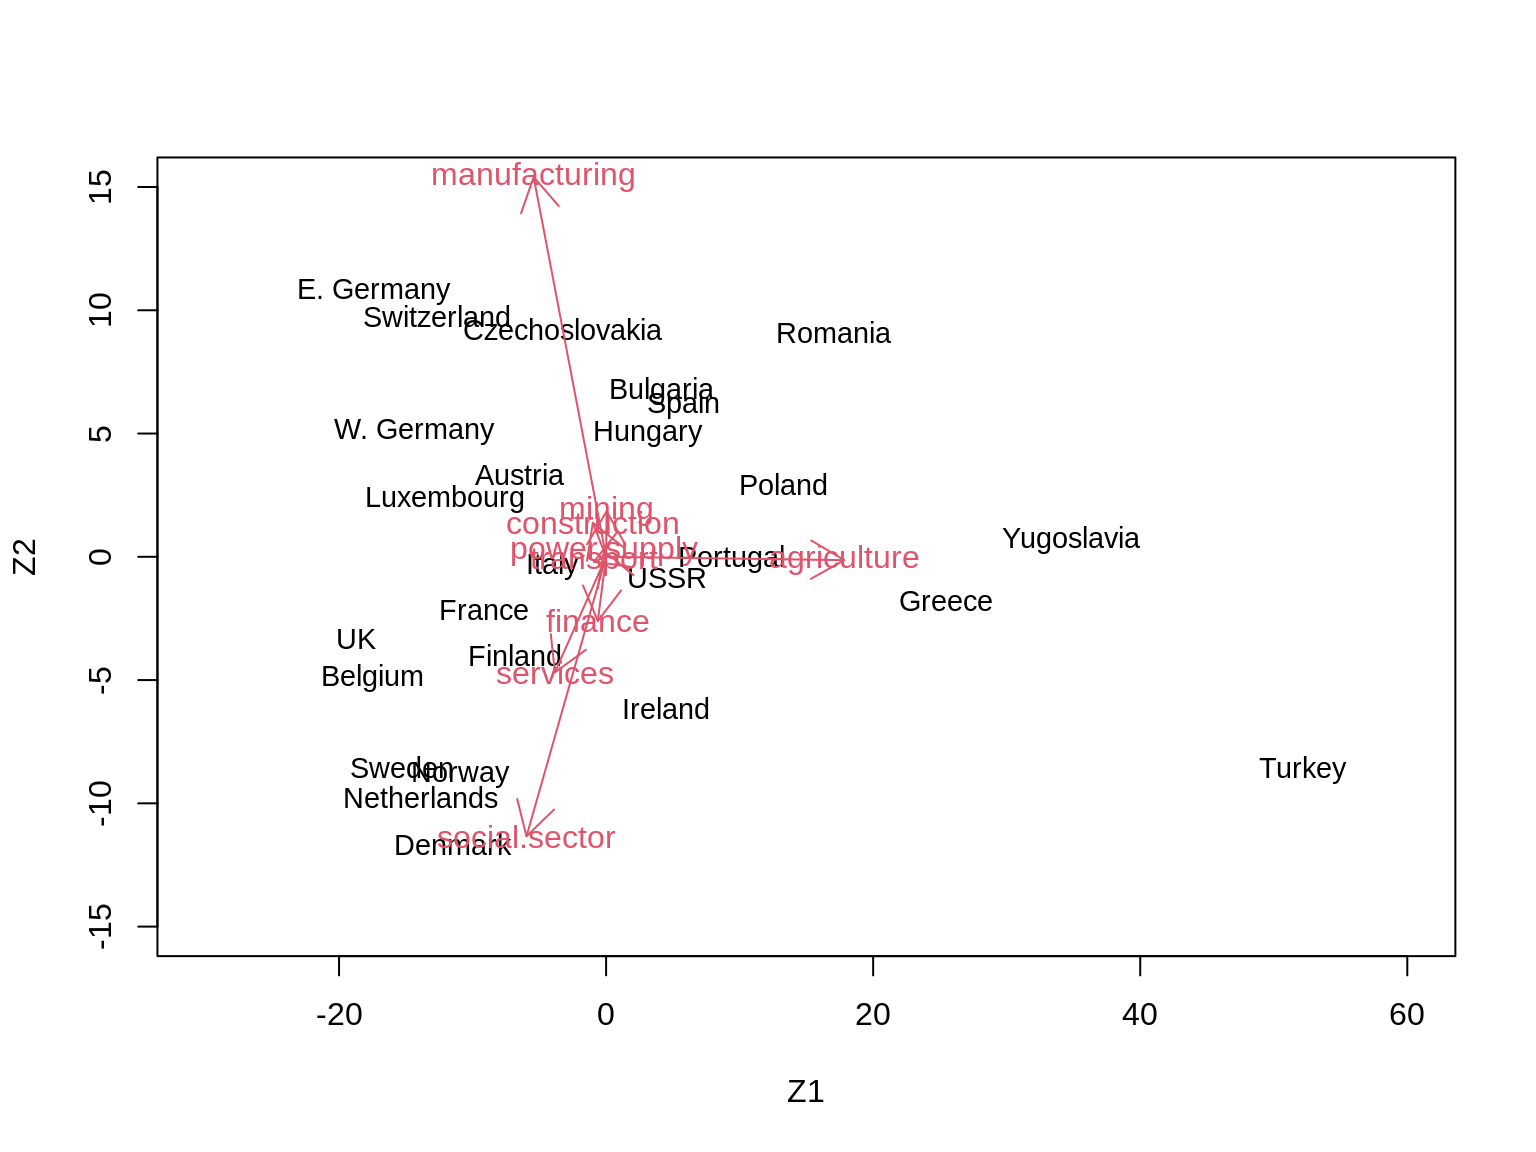 manufacturing
15
E. Germany
10
Switzerland
Czechoslovakia
Romania
Bulgaria
Spain
5
W. Germany
Hungary
Austria
Luxembourg
Poland
mining
construction
Yugoslavia
power.supply
0
Z2
transport
Italy
Portugal
agriculture
USSR
Greece
France
finance
UK
Finland
services
Belgium
-5
Ireland
Sweden
Norway
Turkey
Netherlands
-10
social.sector
Denmark
-15
-20
0
20
40
60
Z1